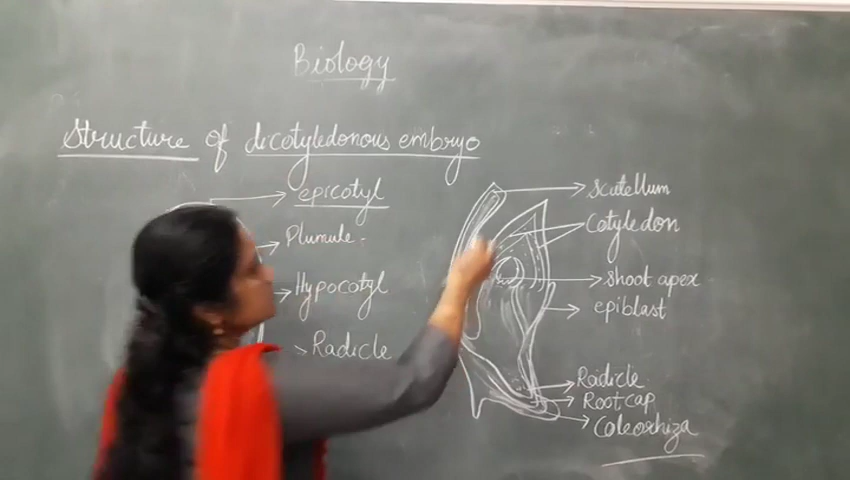 Biology
Structure of dicotyledonous embryo
epicotyl
Plumule
Hypocotyl
Radicle
Scutellum
Cotyledon
Shoot apex
epiblast
Radicle
Root cap
Coleorhiza